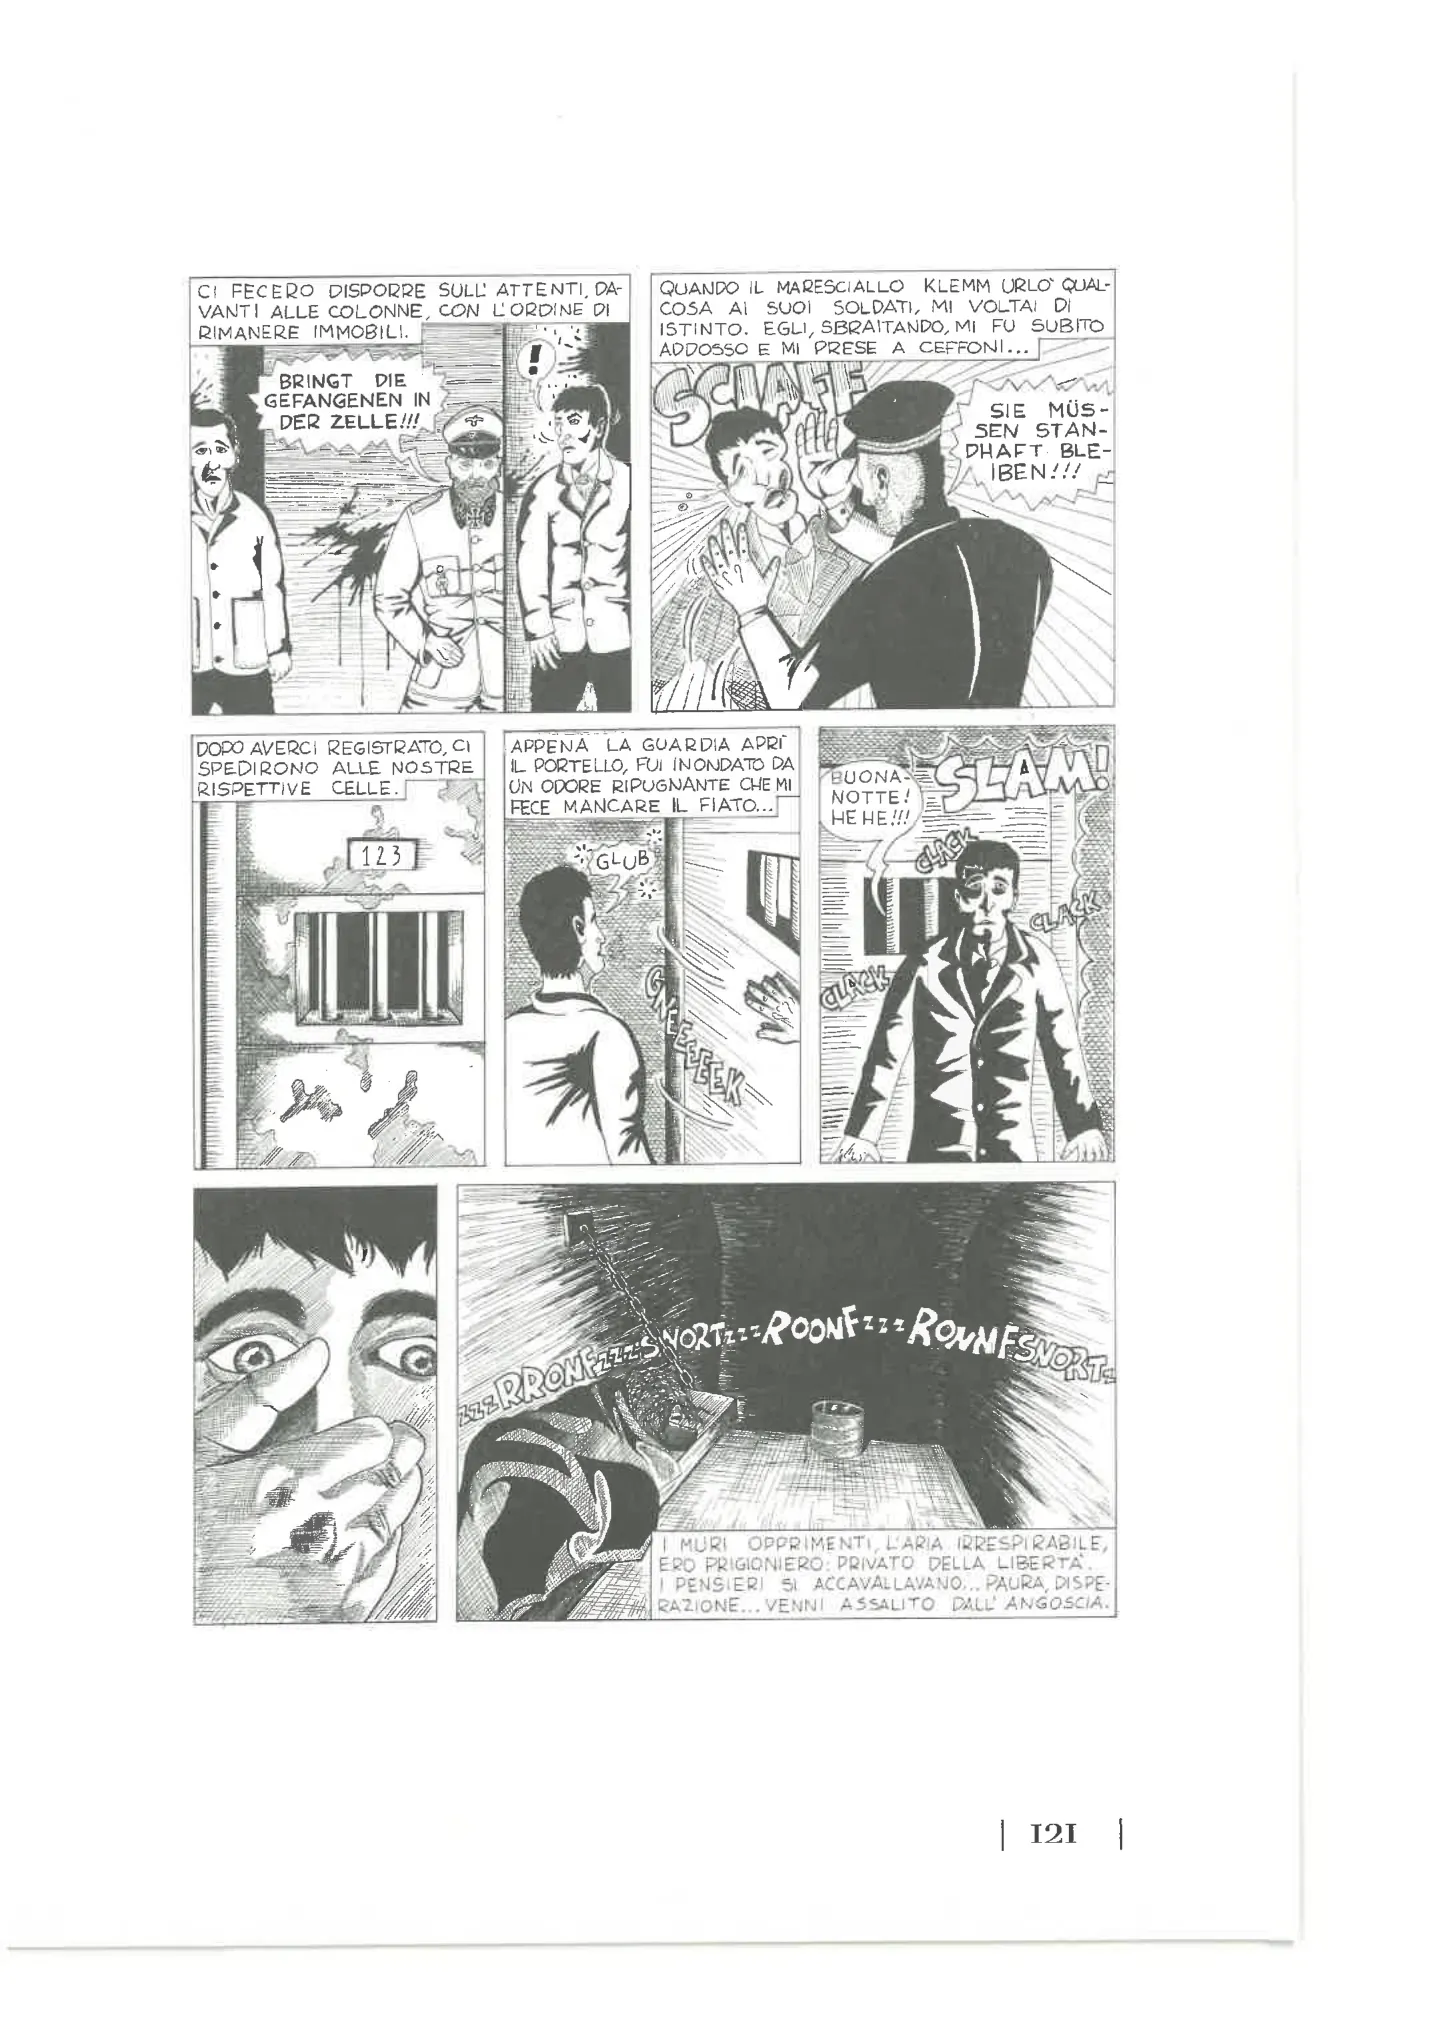 CI FECERO DISPORRE SULL' ATTENTI, DA-
VANTI ALLE COLONNE, CON L'ORDINE DI
RIMANERE IMMOBILI.
BRINGT DIE
GEFANGENEN IN
DER ZELLE!!!
!
QUANDO IL MARESCIALLO KLEMM URLO' QUAL-
COSA AI SUOI SOLDATI, MI VOLTAI DI
ISTINTO. EGLI, SBRAITANDO, MI FU SUBITO
ADDOSSO E MI PRESE A CEFFONI...
SCIAFF
SIE MÜS-
SEN STAN-
DHAFT BLE-
IBEN!!!
DOPO AVERCI REGISTRATO, CI
SPEDIRONO ALLE NOSTRE
RISPETTIVE CELLE.
123
APPENA LA GUARDIA APRI'
IL PORTELLO, FUI INONDATO DA
UN ODORE RIPUGNANTE CHE MI
FECE MANCARE IL FIATO...
GLUB
GNEEEEEEK
BUONA-
NOTTE!
HE HE!!!
SLAM!
CLACK
CLACK
CLACK
zzzRRONFzzzzSNORTzzzROONFzzzRONNFSNORTz
I MURI OPPRIMENTI, L'ARIA IRRESPIRABILE,
ERO PRIGIONIERO: PRIVATO DELLA LIBERTA'.
I PENSIERI SI ACCAVALLAVANO... PAURA, DISPE-
RAZIONE... VENNI ASSALITO DALL' ANGOSCIA.
| 121 |